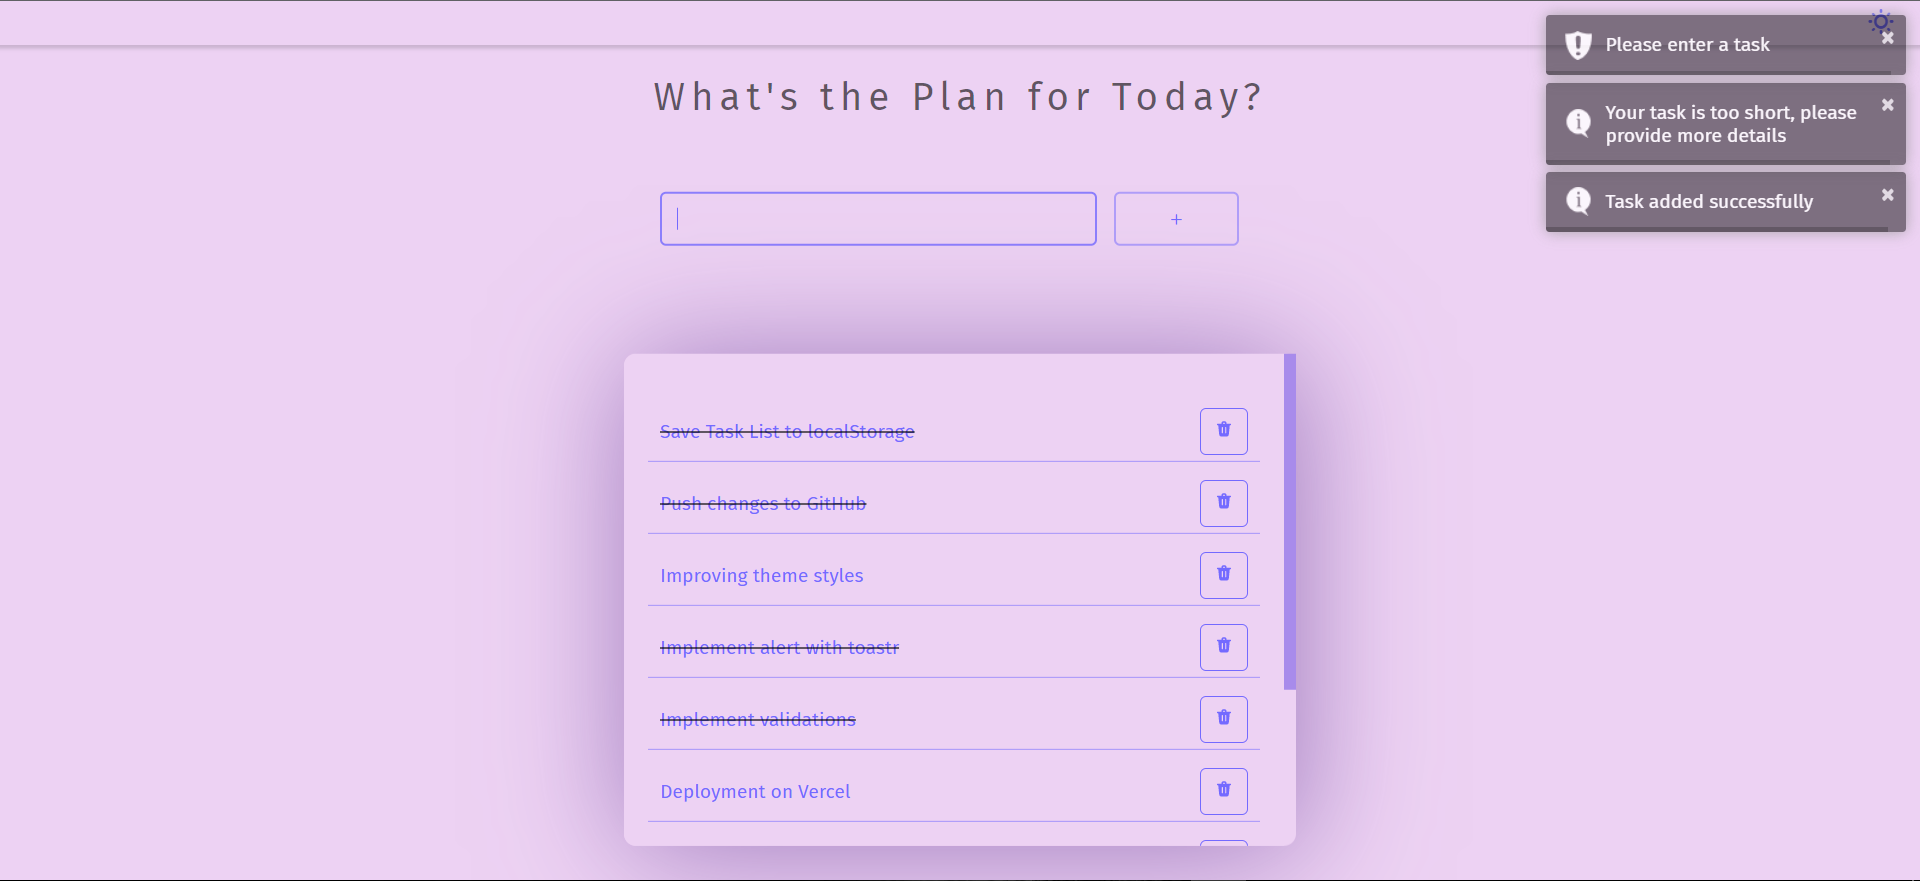 What's the Plan for Today?
+
Please enter a task
×
Your task is too short, please
provide more details
×
Task added successfully
×
Save Task List to localStorage
Push changes to GitHub
Improving theme styles
Implement alert with toastr
Implement validations
Deployment on Vercel